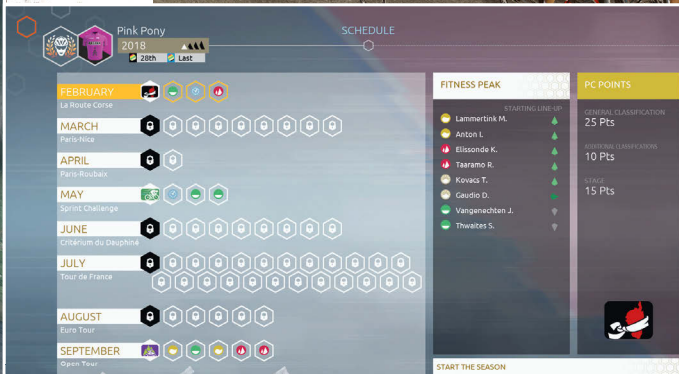 Pink Pony
2018
28th Last
SCHEDULE
FEBRUARY
La Route Corse
MARCH
Paris-Nice
APRIL
Paris-Roubaix
MAY
Sprint Challenge
JUNE
Critérium du Dauphiné
JULY
Tour de France
AUGUST
Euro Tour
SEPTEMBER
Open Tour
FITNESS PEAK
STARTING LINE-UP
Lammertink M.
Anton I.
Elissonde K.
Taaramo R.
Kovacs T.
Gaudio D.
Vangenechten J.
Thwaites S.
START THE SEASON
PC POINTS
GENERAL CLASSIFICATION
25 Pts
ADDITIONAL CLASSIFICATIONS
10 Pts
STAGE
15 Pts